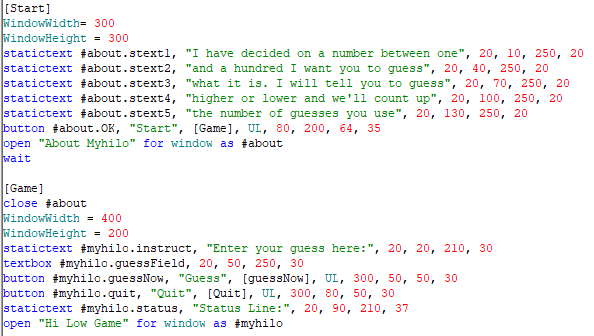 [Start]
WindowWidth= 300
WindowHeight = 300
statictext #about.stext1, "I have decided on a number between one", 20, 10, 250, 20
statictext #about.stext2, "and a hundred I want you to guess", 20, 40, 250, 20
statictext #about.stext3, "what it is. I will tell you to guess", 20, 70, 250, 20
statictext #about.stext4, "higher or lower and we'll count up", 20, 100, 250, 20
statictext #about.stext5, "the number of guesses you use", 20, 130, 250, 20
button #about.OK, "Start", [Game], UL, 80, 200, 64, 35
open "About Myhilo" for window as #about
wait
[Game]
close #about
WindowWidth = 400
WindowHeight = 200
statictext #myhilo.instruct, "Enter your guess here:", 20, 20, 210, 30
textbox #myhilo.guessField, 20, 50, 250, 30
button #myhilo.guessNow, "Guess", [guessNow], UL, 300, 50, 50, 30
button #myhilo.quit, "Quit", [Quit], UL, 300, 80, 50, 30
statictext #myhilo.status, "Status Line:", 20, 90, 210, 37
open "Hi Low Game" for window as #myhilo